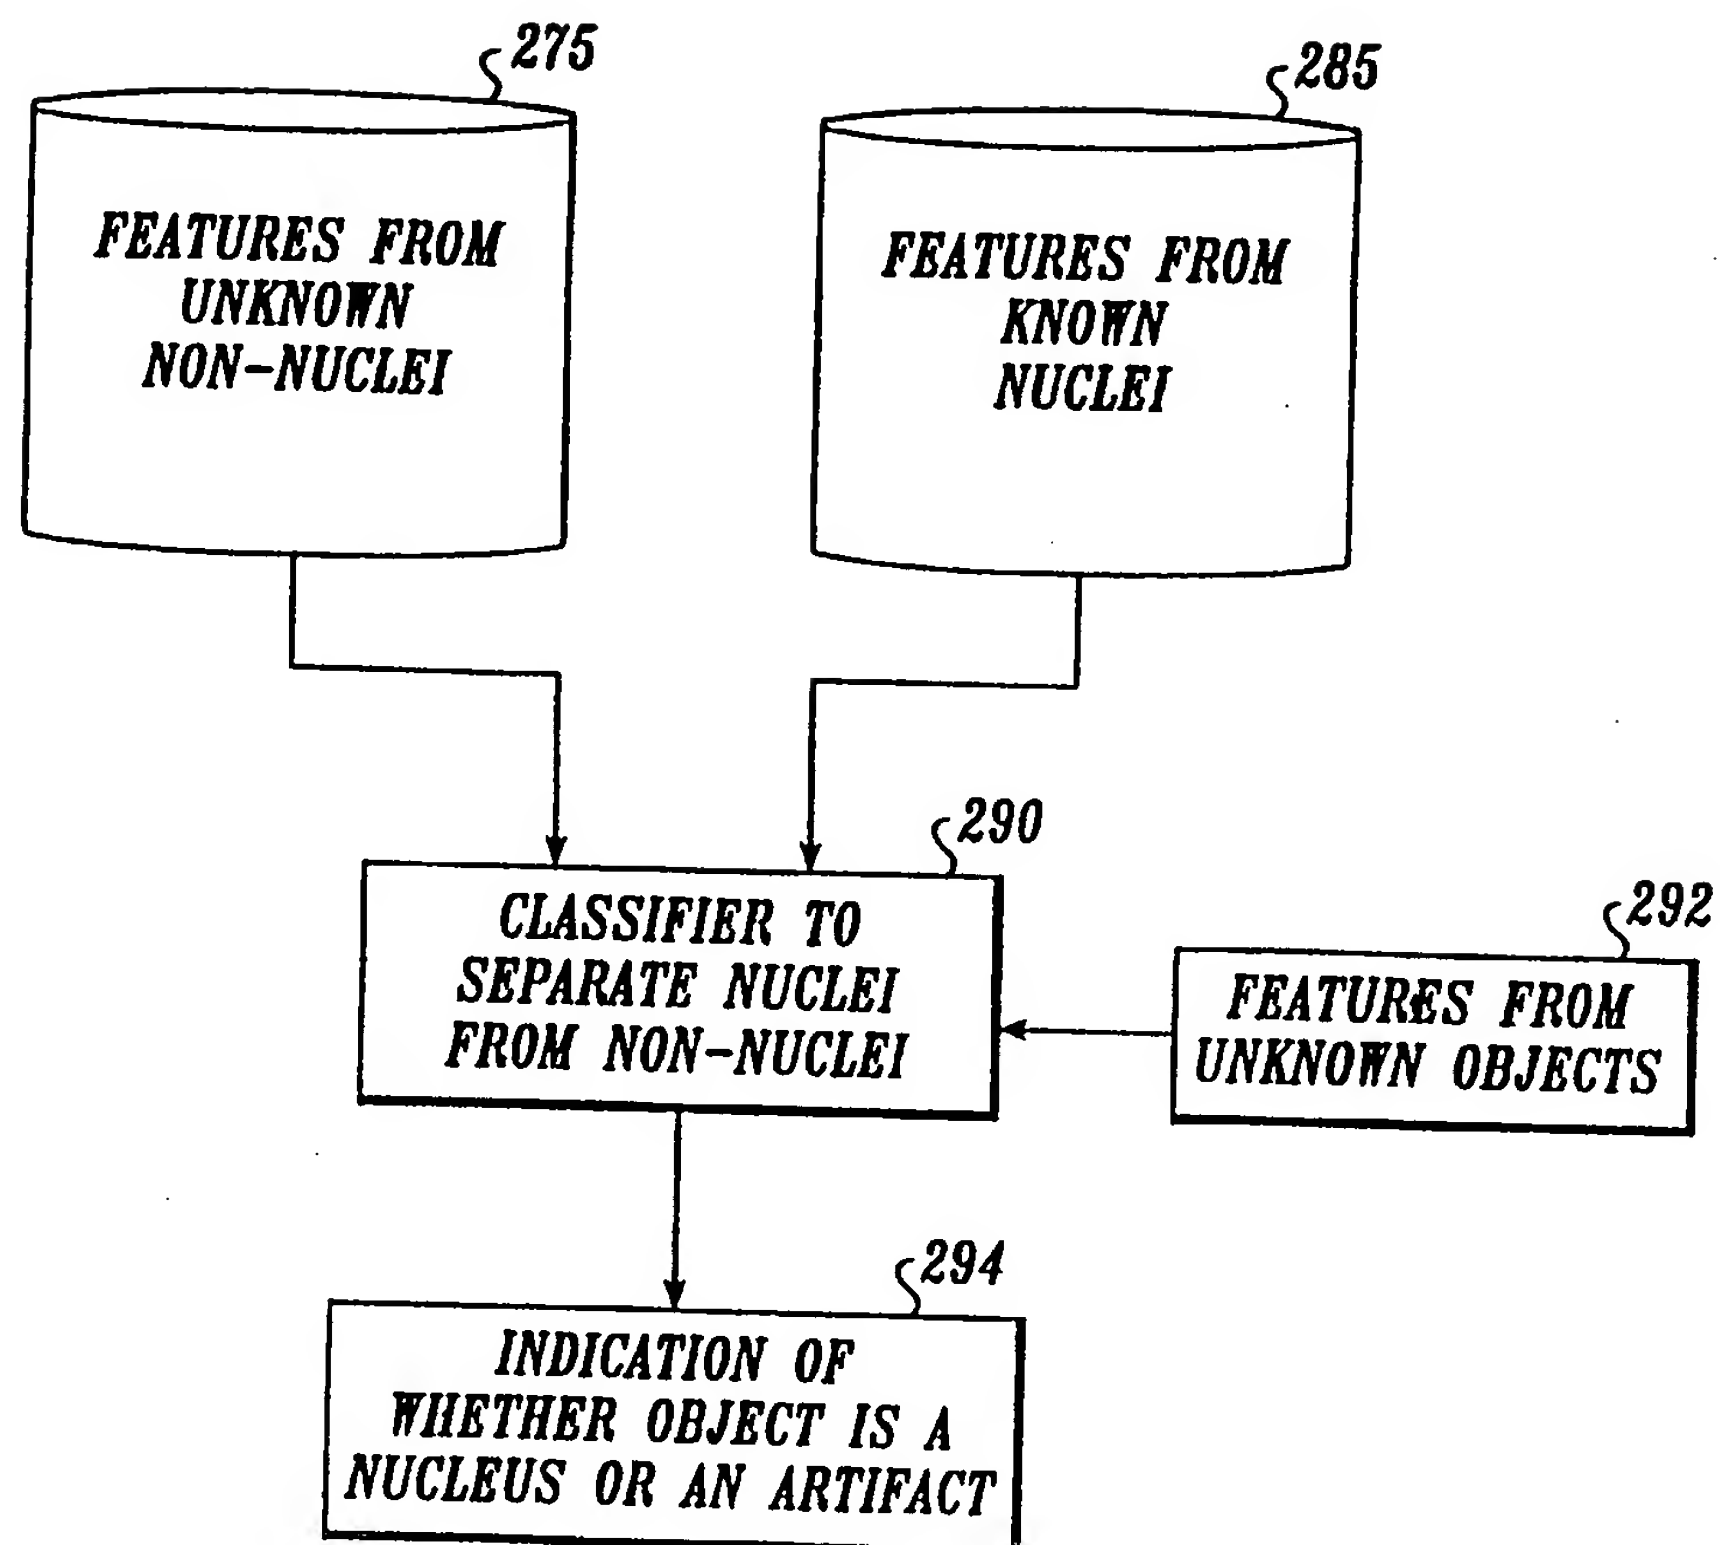 275
FEATURES FROM
UNKNOWN
NON-NUCLEI
285
FEATURES FROM
KNOWN
NUCLEI
290
CLASSIFIER TO
SEPARATE NUCLEI
FROM NON-NUCLEI
292
FEATURES FROM
UNKNOWN OBJECTS
294
INDICATION OF
WHETHER OBJECT IS A
NUCLEUS OR AN ARTIFACT